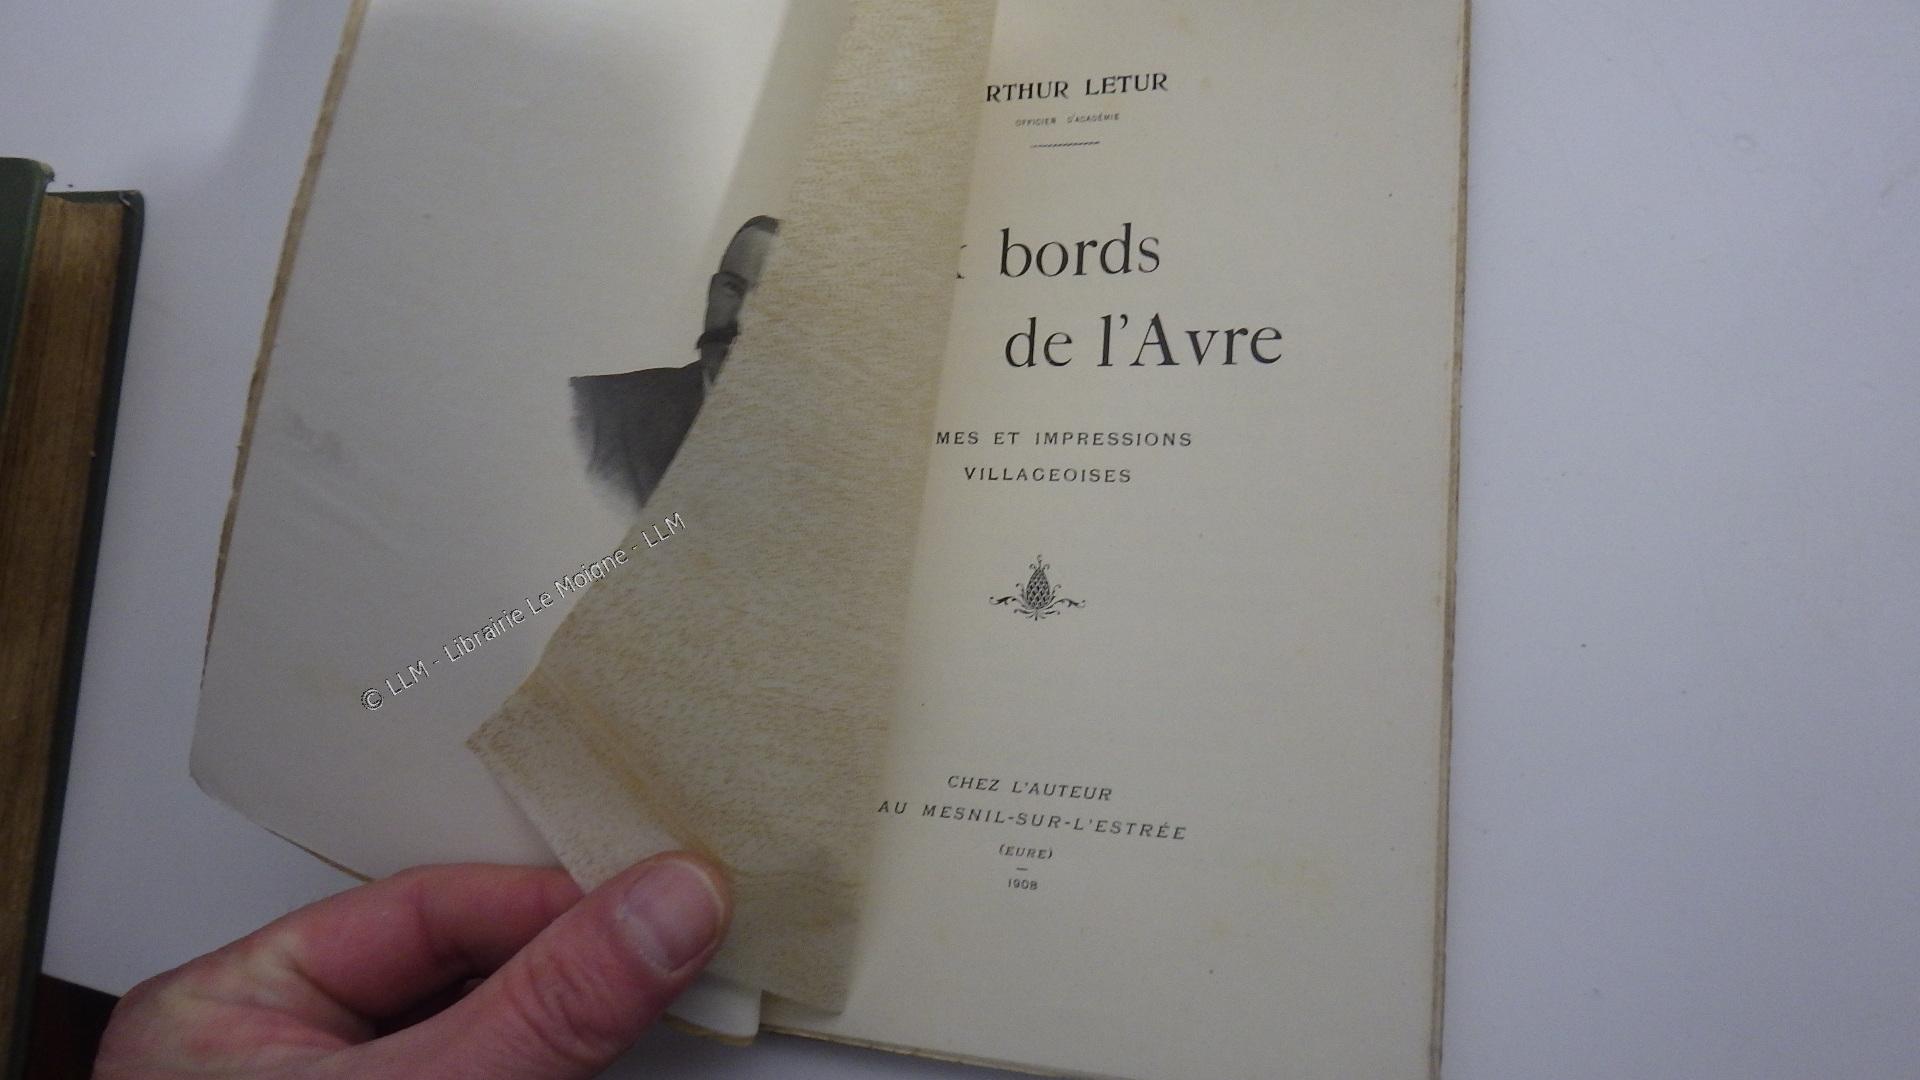 RTHUR LETUR
OFFICIER D'ACADÉMIE
bords
de l'Avre
MES ET IMPRESSIONS
VILLAGEOISES
CHEZ L'AUTEUR
AU MESNIL-SUR-L'ESTRÉE
(EURE)
1908
© LLM - Librairie Le Moigne - LLM